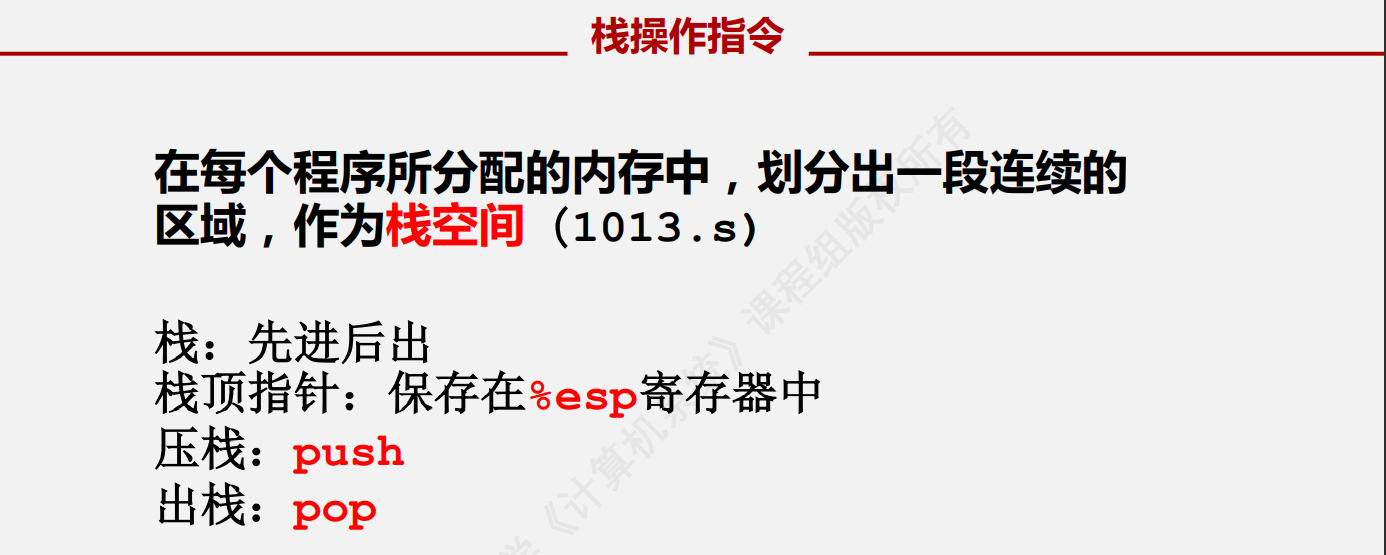 栈操作指令
在每个程序所分配的内存中，划分出一段连续的
区域，作为栈空间（1013.s)
栈：先进后出
栈顶指针：保存在%esp寄存器中
压栈：push
出栈：pop
学《计算机系统》课程组版权所有